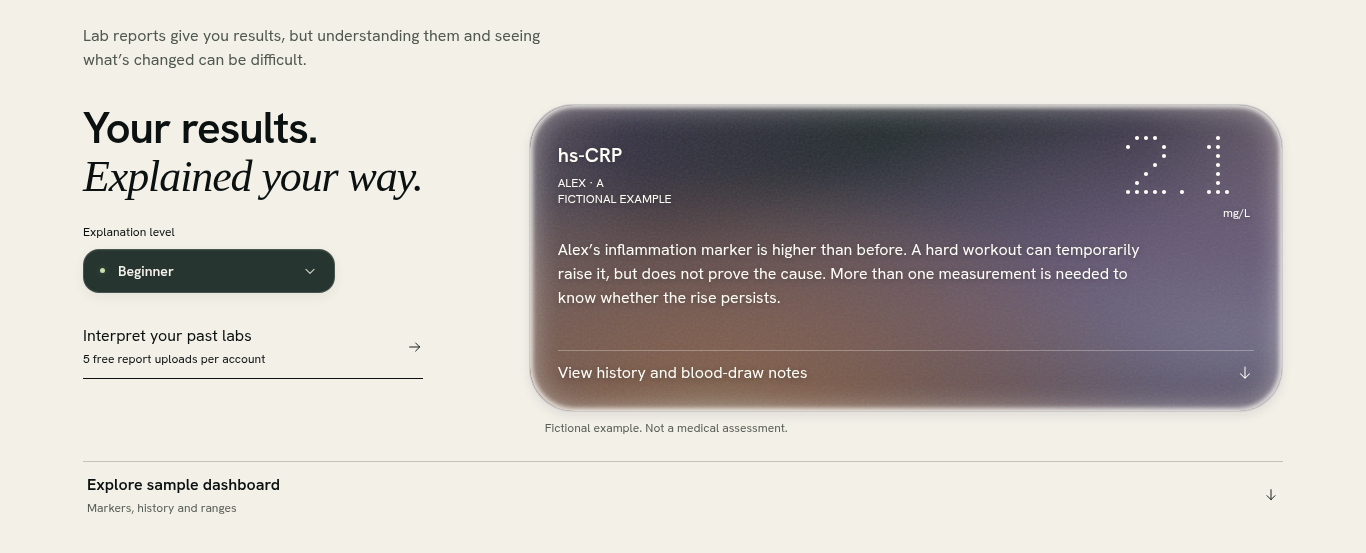 Lab reports give you results, but understanding them and seeing
what’s changed can be difficult.
Your results.
Explained your way.
Explanation level
Beginner
Interpret your past labs
5 free report uploads per account
hs-CRP
ALEX · A
FICTIONAL EXAMPLE
2.1
mg/L
Alex’s inflammation marker is higher than before. A hard workout can temporarily
raise it, but does not prove the cause. More than one measurement is needed to
know whether the rise persists.
View history and blood-draw notes
Fictional example. Not a medical assessment.
Explore sample dashboard
Markers, history and ranges